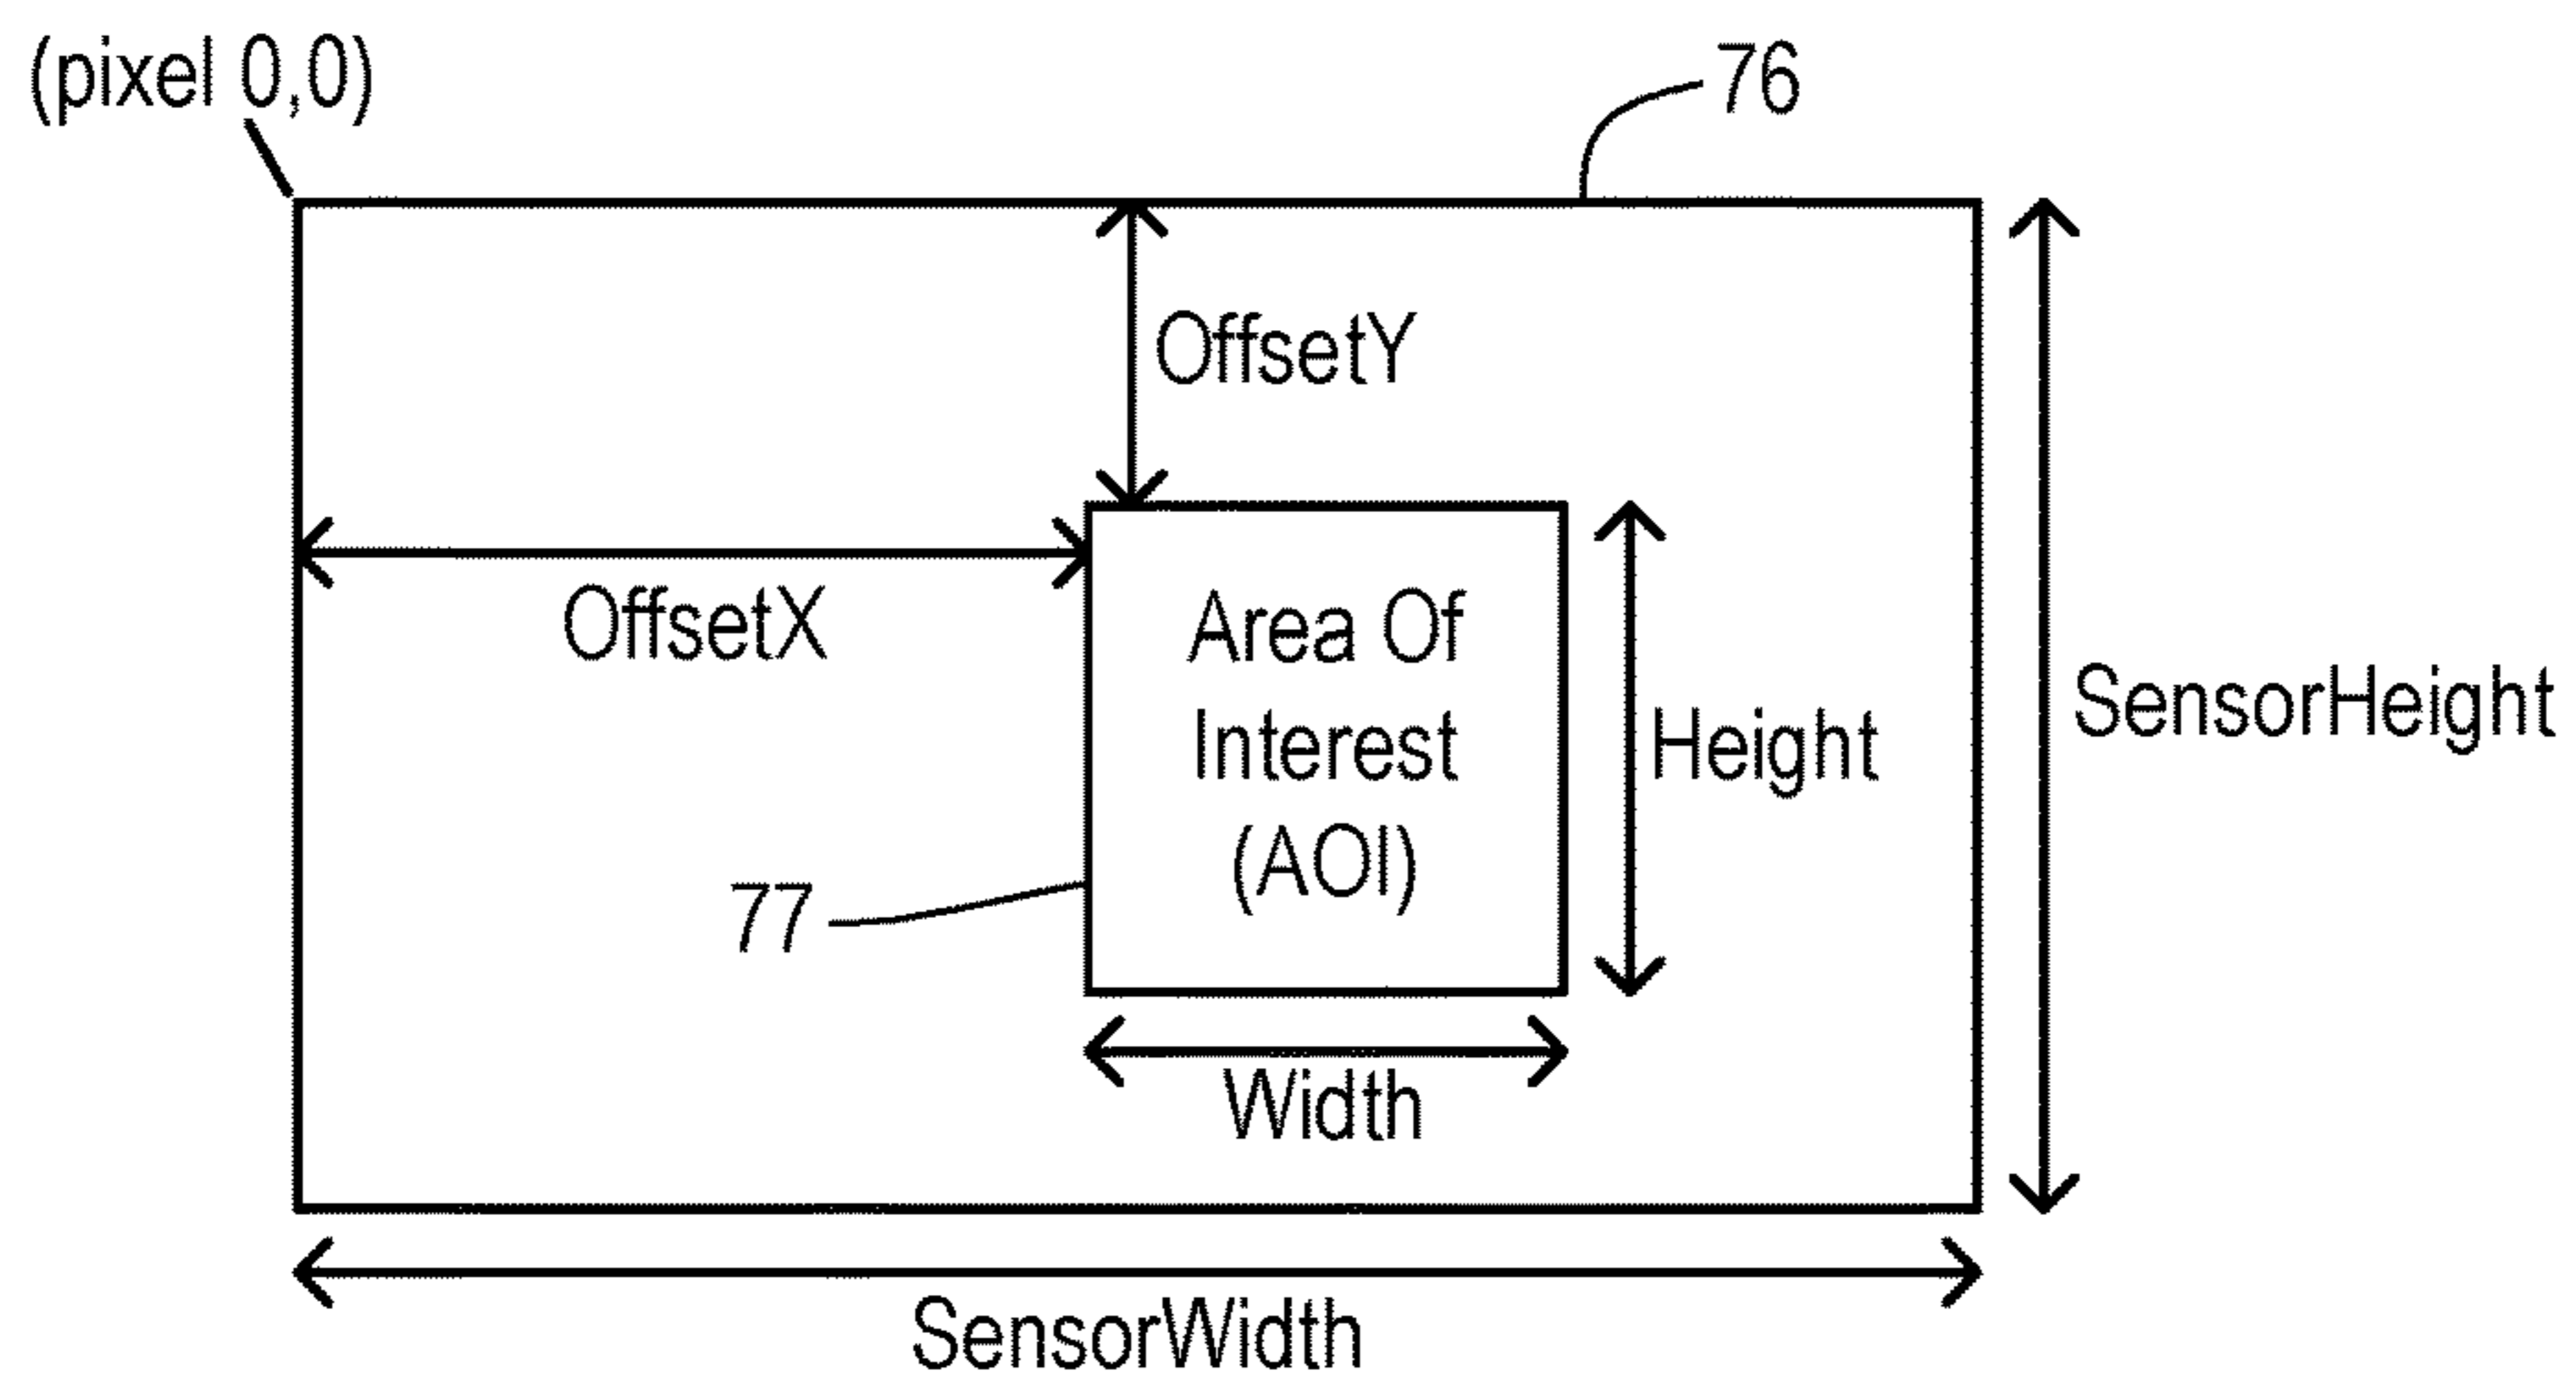 (pixel 0,0)
76
OffsetY
OffsetX
Area Of
Interest
(AOI)
Height
SensorHeight
77
Width
SensorWidth